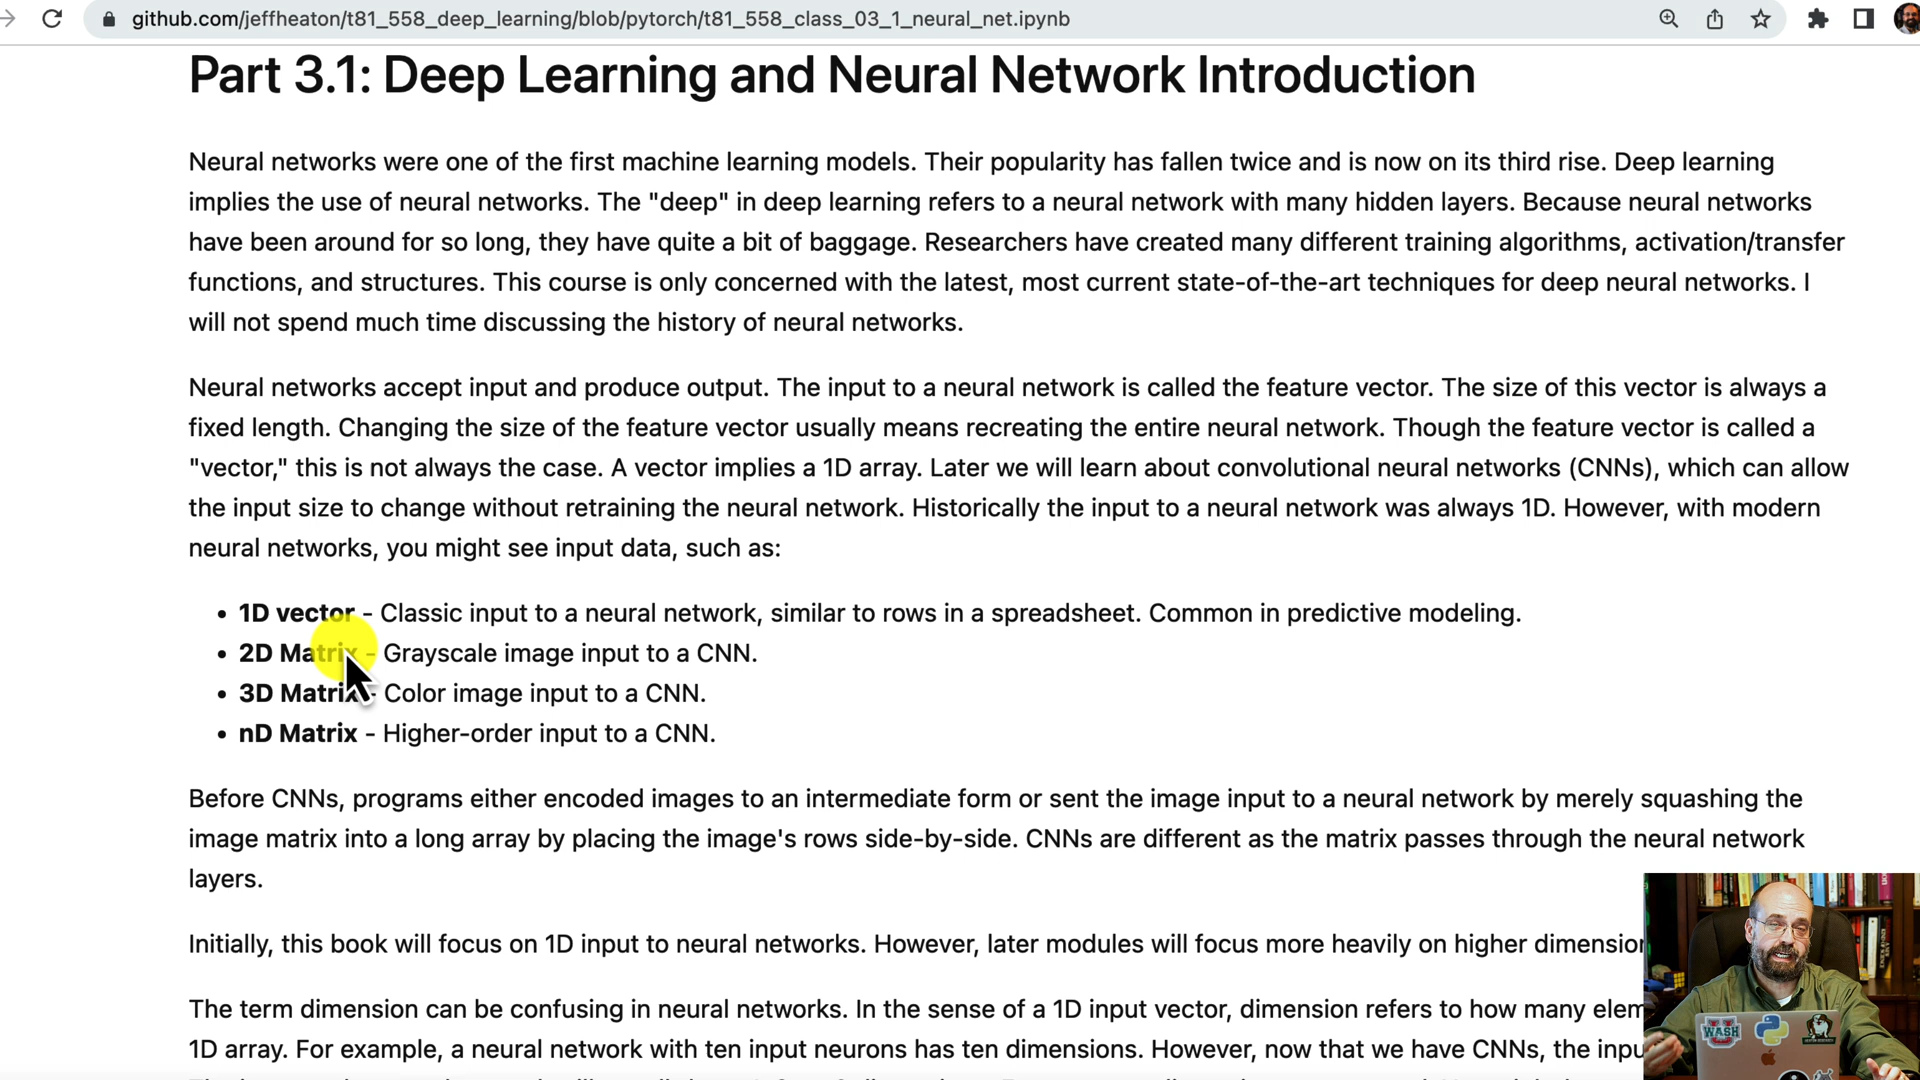 github.com/jeffheaton/t81_558_deep_learning/blob/pytorch/t81_558_class_03_1_neural_net.ipynb
Part 3.1: Deep Learning and Neural Network Introduction
Neural networks were one of the first machine learning models. Their popularity has fallen twice and is now on its third rise. Deep learning
implies the use of neural networks. The "deep" in deep learning refers to a neural network with many hidden layers. Because neural networks
have been around for so long, they have quite a bit of baggage. Researchers have created many different training algorithms, activation/transfer
functions, and structures. This course is only concerned with the latest, most current state-of-the-art techniques for deep neural networks. I
will not spend much time discussing the history of neural networks.
Neural networks accept input and produce output. The input to a neural network is called the feature vector. The size of this vector is always a
fixed length. Changing the size of the feature vector usually means recreating the entire neural network. Though the feature vector is called a
"vector," this is not always the case. A vector implies a 1D array. Later we will learn about convolutional neural networks (CNNs), which can allow
the input size to change without retraining the neural network. Historically the input to a neural network was always 1D. However, with modern
neural networks, you might see input data, such as:
• 1D vector - Classic input to a neural network, similar to rows in a spreadsheet. Common in predictive modeling.
• 2D Matrix - Grayscale image input to a CNN.
• 3D Matrix - Color image input to a CNN.
• nD Matrix - Higher-order input to a CNN.
Before CNNs, programs either encoded images to an intermediate form or sent the image input to a neural network by merely squashing the
image matrix into a long array by placing the image's rows side-by-side. CNNs are different as the matrix passes through the neural network
layers.
Initially, this book will focus on 1D input to neural networks. However, later modules will focus more heavily on higher dimension
The term dimension can be confusing in neural networks. In the sense of a 1D input vector, dimension refers to how many elem
1D array. For example, a neural network with ten input neurons has ten dimensions. However, now that we have CNNs, the inpu
WASH